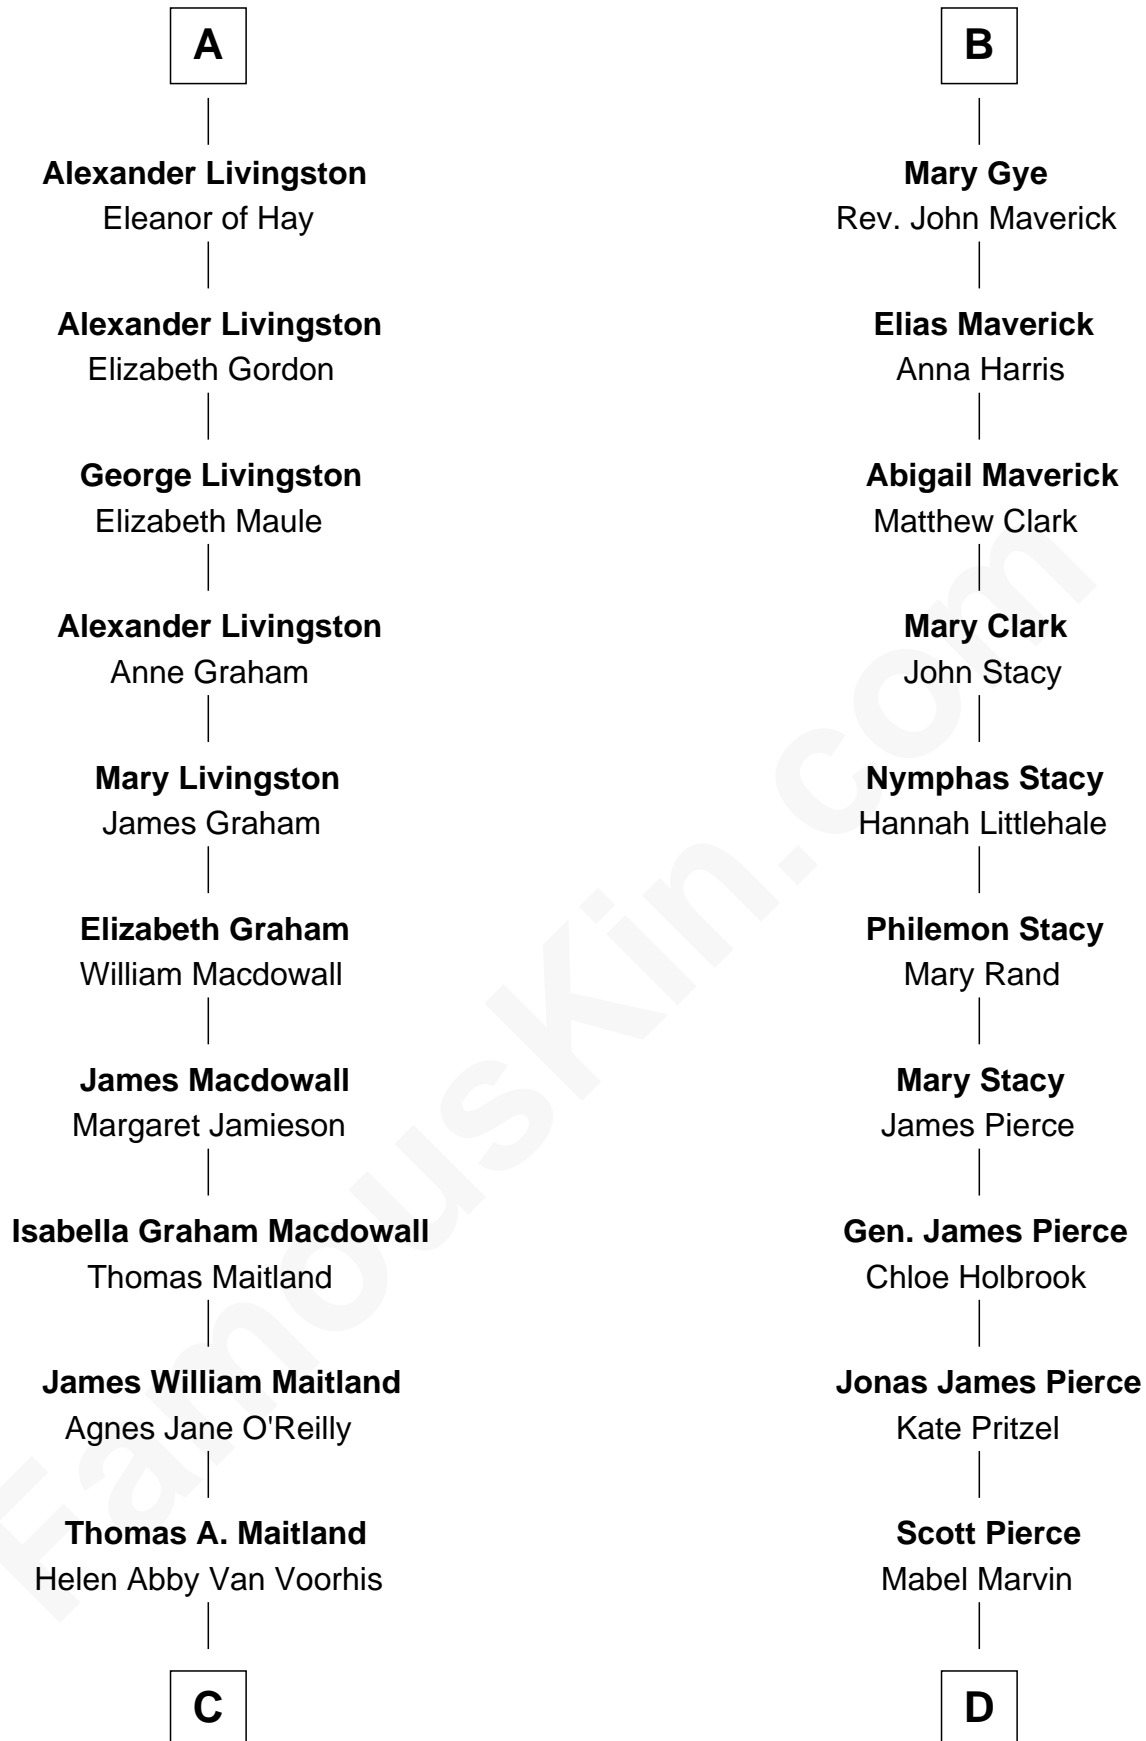 A
Alexander Livingston
Eleanor of Hay
Alexander Livingston
Elizabeth Gordon
George Livingston
Elizabeth Maule
Alexander Livingston
Anne Graham
Mary Livingston
James Graham
Elizabeth Graham
William Macdowall
James Macdowall
Margaret Jamieson
Isabella Graham Macdowall
Thomas Maitland
James William Maitland
Agnes Jane O'Reilly
Thomas A. Maitland
Helen Abby Van Voorhis
C
B
Mary Gye
Rev. John Maverick
Elias Maverick
Anna Harris
Abigail Maverick
Matthew Clark
Mary Clark
John Stacy
Nymphas Stacy
Hannah Littlehale
Philemon Stacy
Mary Rand
Mary Stacy
James Pierce
Gen. James Pierce
Chloe Holbrook
Jonas James Pierce
Kate Pritzel
Scott Pierce
Mabel Marvin
D
FamousKin.com